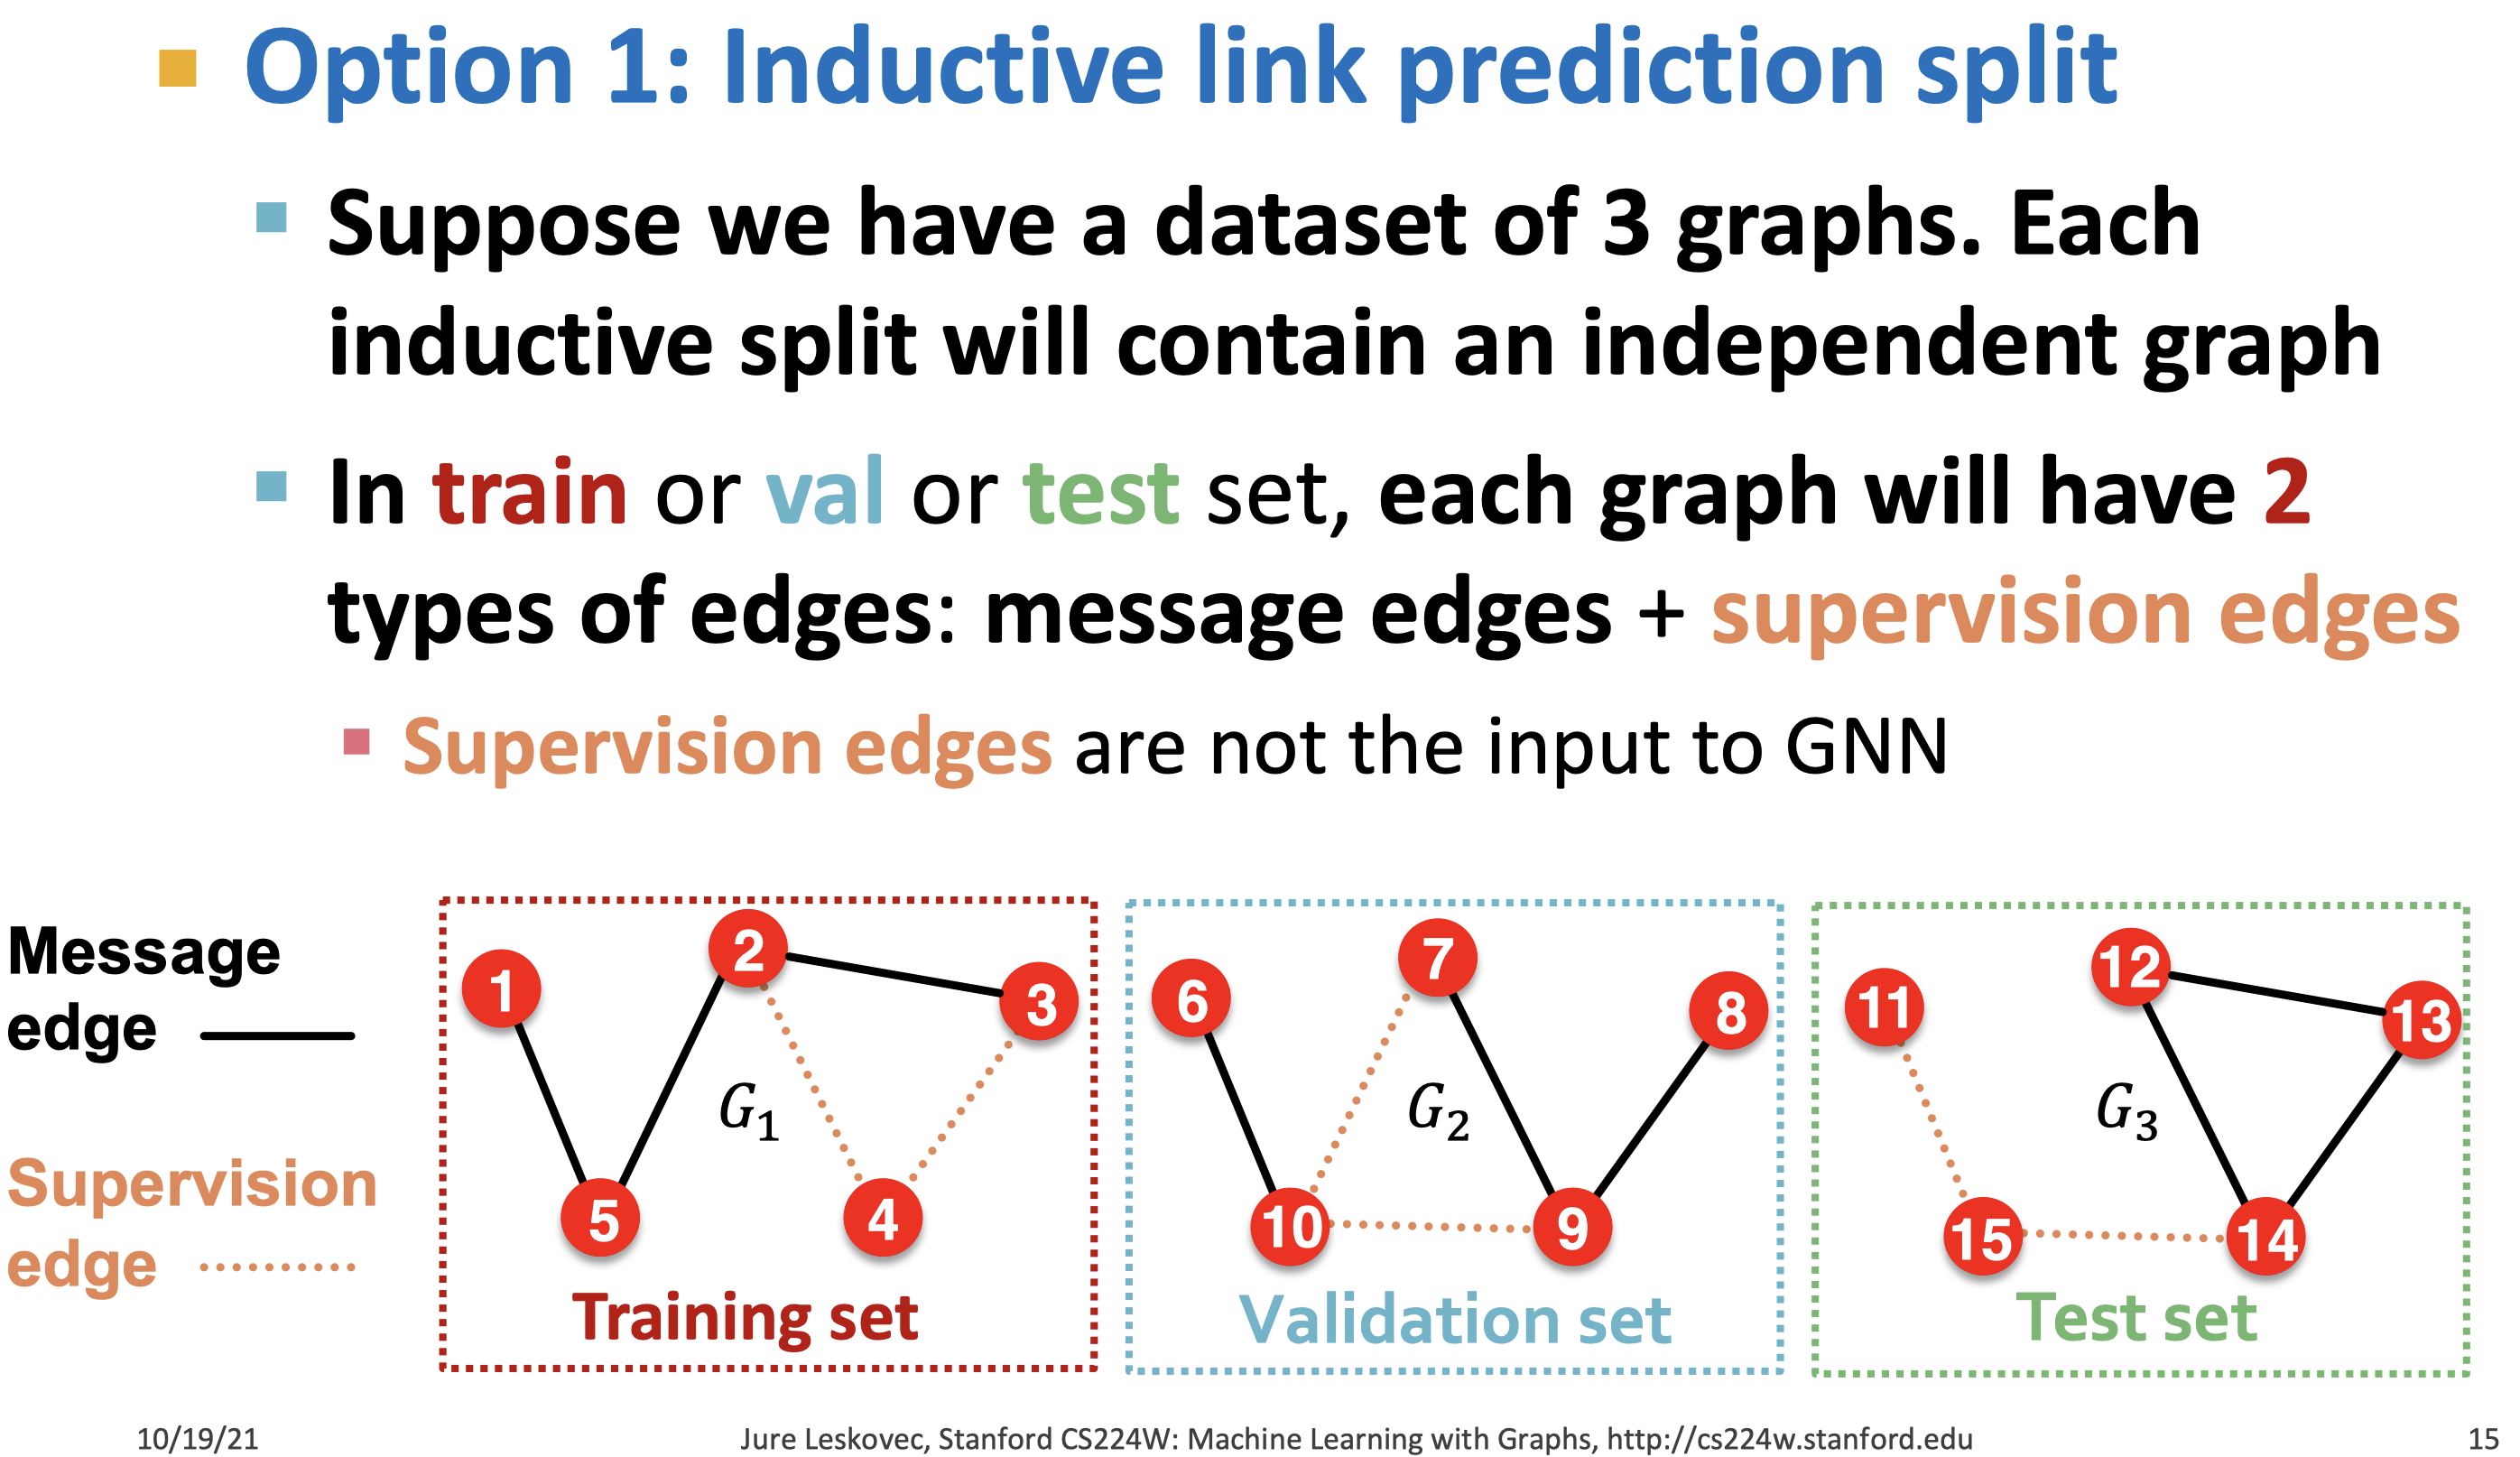 Option 1: Inductive link prediction split
Suppose we have a dataset of 3 graphs. Each
inductive split will contain an independent graph
In train or val or test set, each graph will have 2
types of edges: message edges + supervision edges
Supervision edges are not the input to GNN
Message
edge
Supervision
edge
1
2
3
G₁
5
4
Training set
6
7
8
G₂
10
9
Validation set
11
12
13
G₃
15
14
Test set
10/19/21
Jure Leskovec, Stanford CS224W: Machine Learning with Graphs, http://cs224w.stanford.edu
15